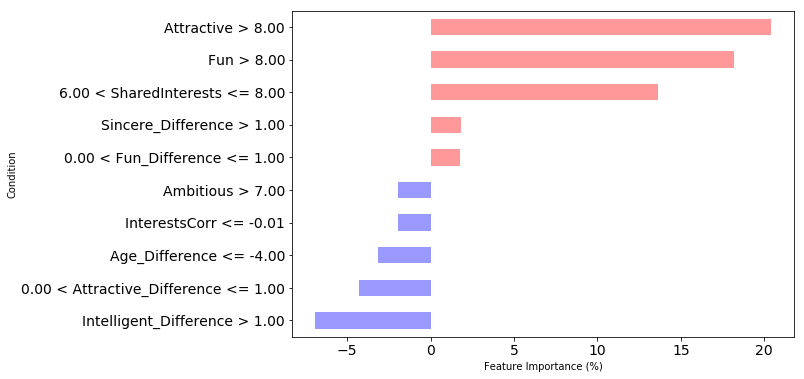 Attractive > 8.00
Fun > 8.00
6.00 < SharedInterests <= 8.00
Sincere_Difference > 1.00
0.00 < Fun_Difference <= 1.00
Ambitious > 7.00
InterestsCorr <= -0.01
Age_Difference <= -4.00
0.00 < Attractive_Difference <= 1.00
Intelligent_Difference > 1.00
Condition
−5 0 5 10 15 20
Feature Importance (%)